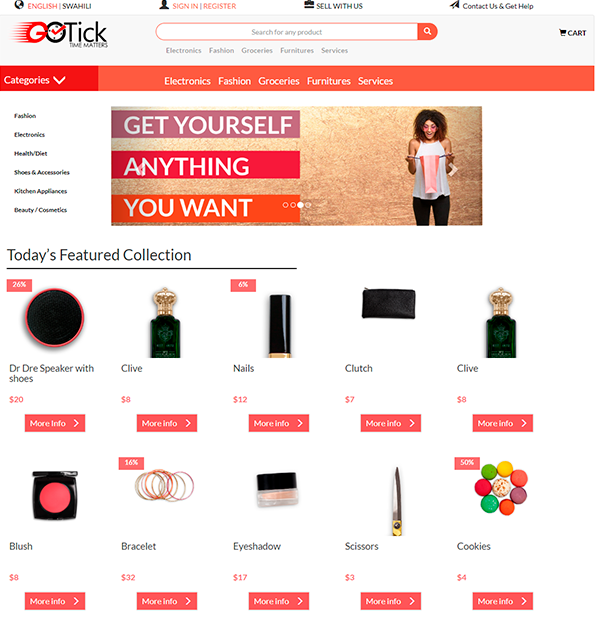 ENGLISH | SWAHILI
SIGN IN | REGISTER
SELL WITH US
Contact Us & Get Help
GOTick
TIME MATTERS
Search for any product
CART
Electronics Fashion Groceries Furnitures Services
Categories
Electronics Fashion Groceries Furnitures Services
Fashion
Electronics
Health/Diet
Shoes & Accessories
Kitchen Appliances
Beauty / Cosmetics
GET YOURSELF
ANYTHING
YOU WANT
Today's Featured Collection
26%
6%
Dr Dre Speaker with
shoes
Clive
Nails
Clutch
Clive
$20
$8
$12
$7
$8
More Info
More info
More info
More info
More info
16%
50%
Blush
Bracelet
Eyeshadow
Scissors
Cookies
$8
$32
$17
$3
$4
More Info
More info
More info
More info
More info